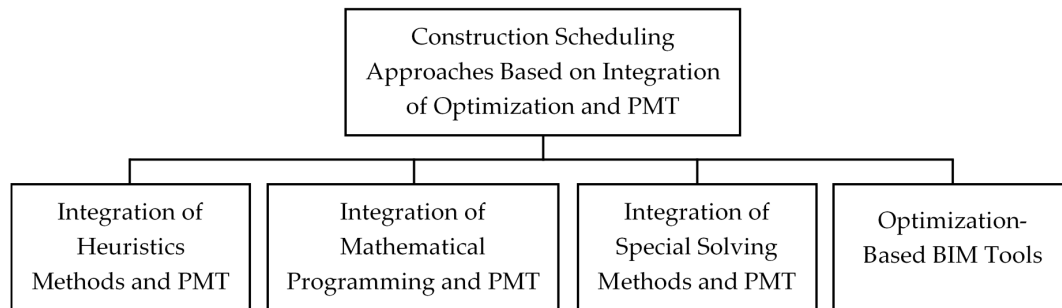 Construction Scheduling
Approaches Based on Integration
of Optimization and PMT
Integration of
Heuristics
Methods and PMT
Integration of
Mathematical
Programming and PMT
Integration of
Special Solving
Methods and PMT
Optimization-
Based BIM Tools